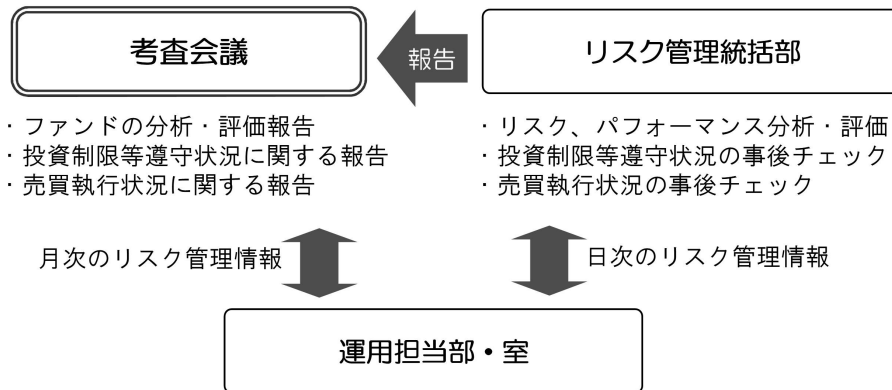 考査会議
報告
リスク管理統括部
・ファンドの分析・評価報告
・投資制限等遵守状況に関する報告
・売買執行状況に関する報告
・リスク、パフォーマンス分析・評価
・投資制限等遵守状況の事後チェック
・売買執行状況の事後チェック
月次のリスク管理情報
日次のリスク管理情報
運用担当部・室